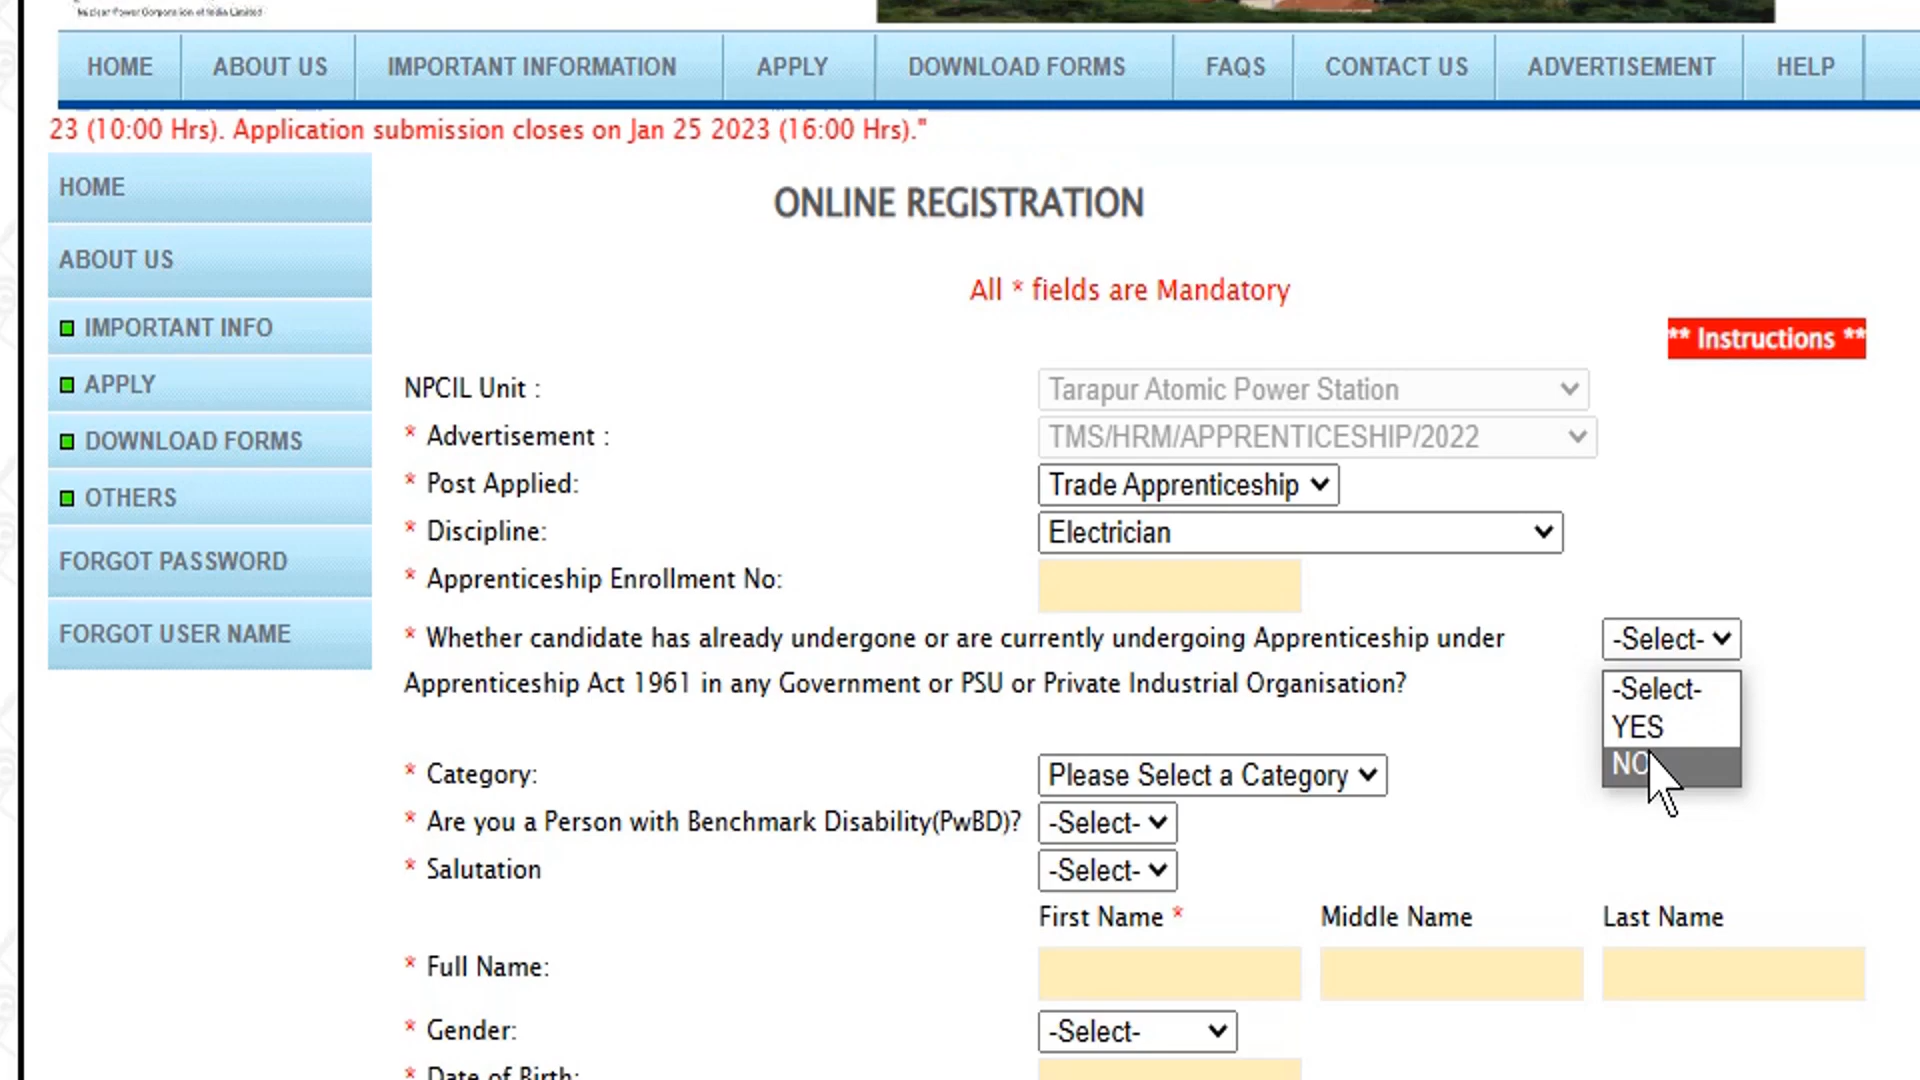 Nuclear Power Corporation of India Limited
HOME ABOUT US IMPORTANT INFORMATION APPLY DOWNLOAD FORMS FAQS CONTACT US ADVERTISEMENT HELP
23 (10:00 Hrs). Application submission closes on Jan 25 2023 (16:00 Hrs)."
HOME
ABOUT US
IMPORTANT INFO
APPLY
DOWNLOAD FORMS
OTHERS
FORGOT PASSWORD
FORGOT USER NAME
ONLINE REGISTRATION
All * fields are Mandatory
** Instructions **
NPCIL Unit : Tarapur Atomic Power Station
* Advertisement : TMS/HRM/APPRENTICESHIP/2022
* Post Applied: Trade Apprenticeship
* Discipline: Electrician
* Apprenticeship Enrollment No:
* Whether candidate has already undergone or are currently undergoing Apprenticeship under -Select-
Apprenticeship Act 1961 in any Government or PSU or Private Industrial Organisation? -Select-
YES
NO
* Category: Please Select a Category
* Are you a Person with Benchmark Disability(PwBD)? -Select-
* Salutation -Select-
First Name * Middle Name Last Name
* Full Name:
* Gender: -Select-
* Date of Birth: